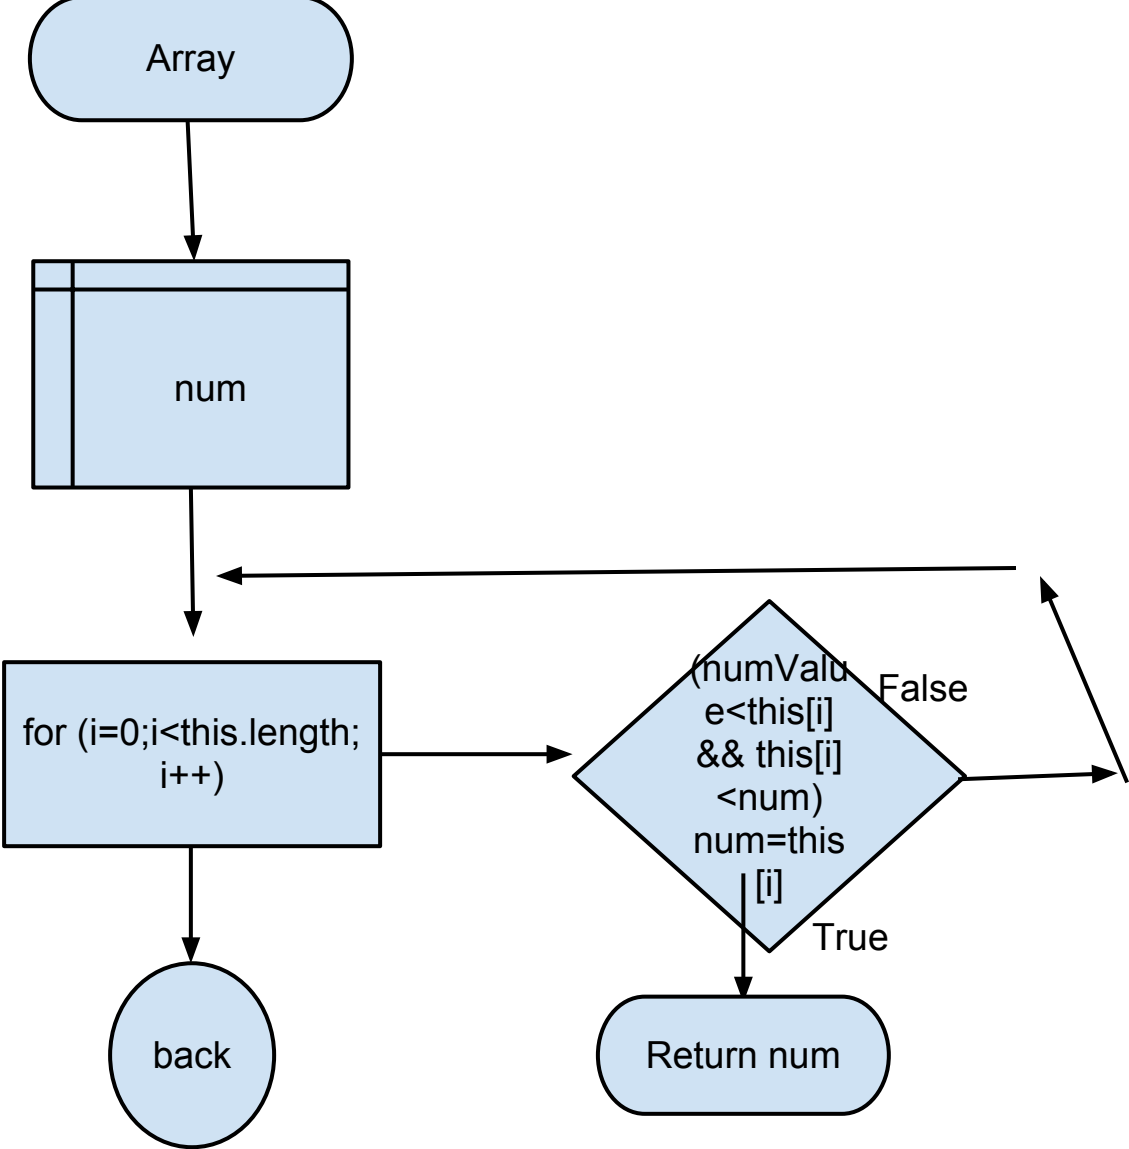 Array
num
for (i=0;i<this.length;
i++)
(numValu
e<this[i]
&& this[i]
<num)
num=this
[i]
False
True
back
Return num